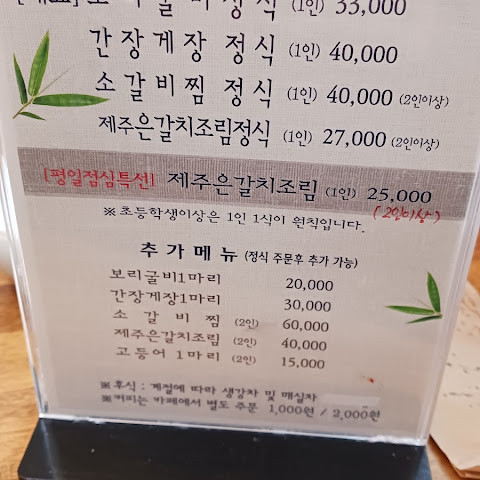 정식 (1인) 33,000
간장게장 정식 (1인) 40,000
소갈비찜 정식 (1인) 40,000 (2인이상)
제주은갈치조림정식 (1인) 27,000 (2인이상)
[평일점심특선] 제주은갈치조림 (1인) 25,000
(2인이상)
※초등학생이상은 1인 1식이 원칙입니다.
추가메뉴 (정식 주문후 추가 가능)
보리굴비1마리 20,000
간장게장1마리 30,000
소갈비찜 (2인) 60,000
제주은갈치조림 (2인) 40,000
고등어 1마리 (2인) 15,000
※후식 : 계절에 따라 생강차 및 매실차
※커피는 카페에서 별도 주문 1,000원 / 2,000원